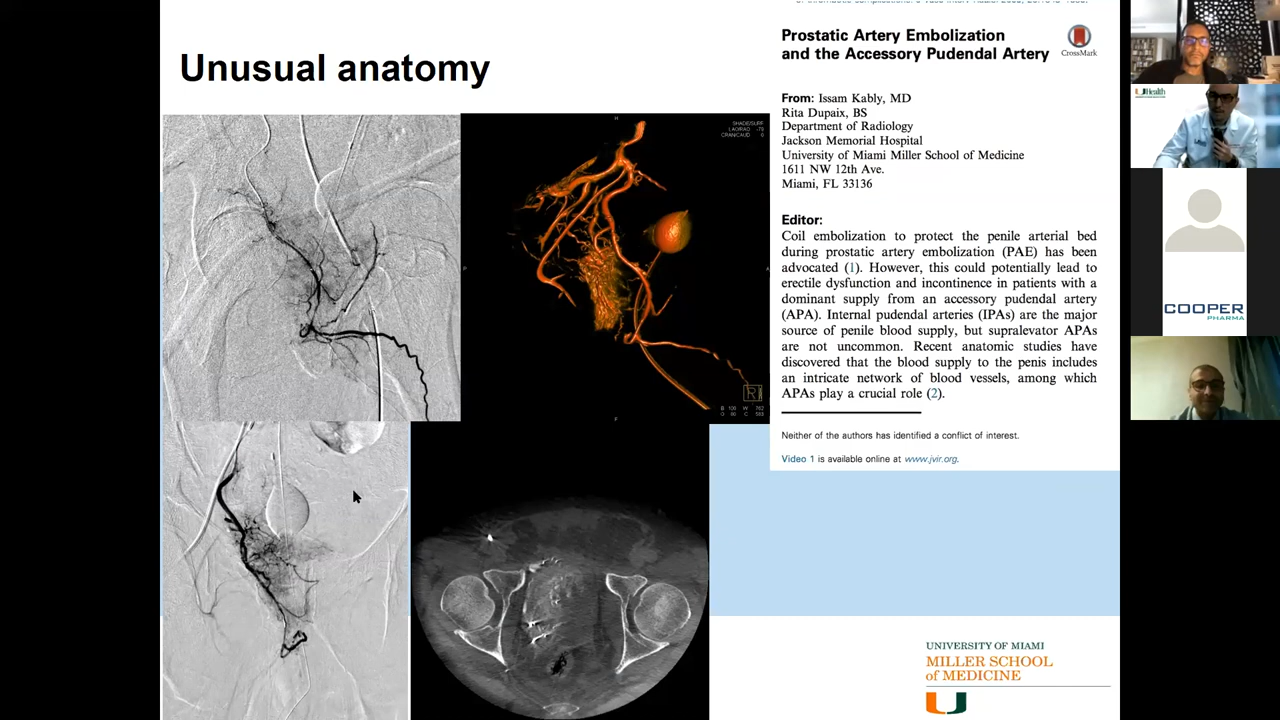 Unusual anatomy
Prostatic Artery Embolization
and the Accessory Pudendal Artery
CrossMark
From: Issam Kably, MD
Rita Dupaix, BS
Department of Radiology
Jackson Memorial Hospital
University of Miami Miller School of Medicine
1611 NW 12th Ave.
Miami, FL 33136
Editor:
Coil embolization to protect the penile arterial bed
during prostatic artery embolization (PAE) has been
advocated (1). However, this could potentially lead to
erectile dysfunction and incontinence in patients with a
dominant supply from an accessory pudendal artery
(APA). Internal pudendal arteries (IPAs) are the major
source of penile blood supply, but supralevator APAs
are not uncommon. Recent anatomic studies have
discovered that the blood supply to the penis includes
an intricate network of blood vessels, among which
APAs play a crucial role (2).
Neither of the authors has identified a conflict of interest.
Video 1 is available online at www.jvir.org.
R
UNIVERSITY OF MIAMI
MILLER SCHOOL
of MEDICINE
UHealth
COOPER
PHARMA